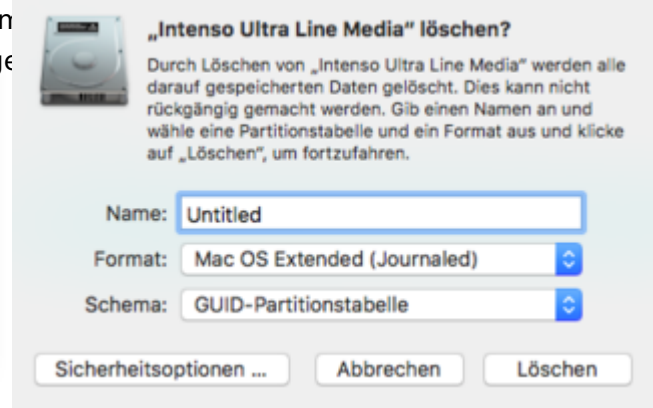 „Intenso Ultra Line Media“ löschen?
Durch Löschen von „Intenso Ultra Line Media“ werden alle
darauf gespeicherten Daten gelöscht. Dies kann nicht
rückgängig gemacht werden. Gib einen Namen an und
wähle eine Partitionstabelle und ein Format aus und klicke
auf „Löschen“, um fortzufahren.
Name: Untitled
Format: Mac OS Extended (Journaled)
Schema: GUID-Partitionstabelle
Sicherheitsoptionen ... Abbrechen Löschen